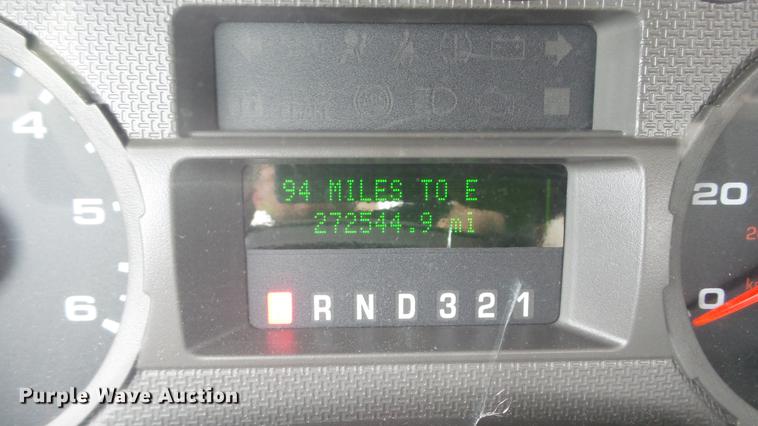 94 MILES TO E
272544.9 mi
R N D 3 2 1
4
5
6
20
0
Purple Wave Auction